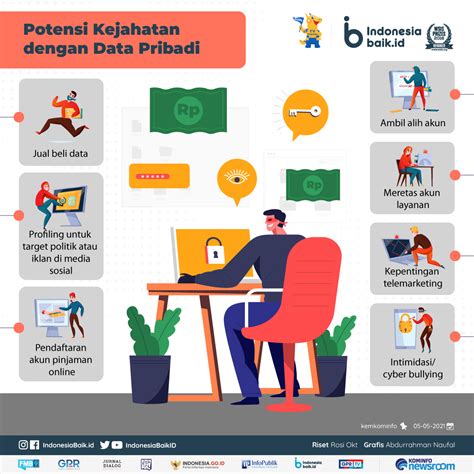 Potensi Kejahatan
dengan Data Pribadi
Indonesia
baik.id
Jual beli data
Profiling untuk
target politik atau
iklan di media
sosial
Pendaftaran
akun pinjaman
online
Rp
Rp
Ambil alih akun
Meretas akun
layanan
Kepentingan
telemarketing
Intimidasi/
cyber bullying
kemkominfo 05-05-2021
IndonesiaBaik.id IndonesiaBaikID
Riset Rosi Okt Grafis Abdurrahman Naufal
FMB
GPR
JURNAL
DIALOG
INDONESIA.GO.ID
InfoPublik
Indonesia
baik.id
GPRTV
KOMINFO
newsroom